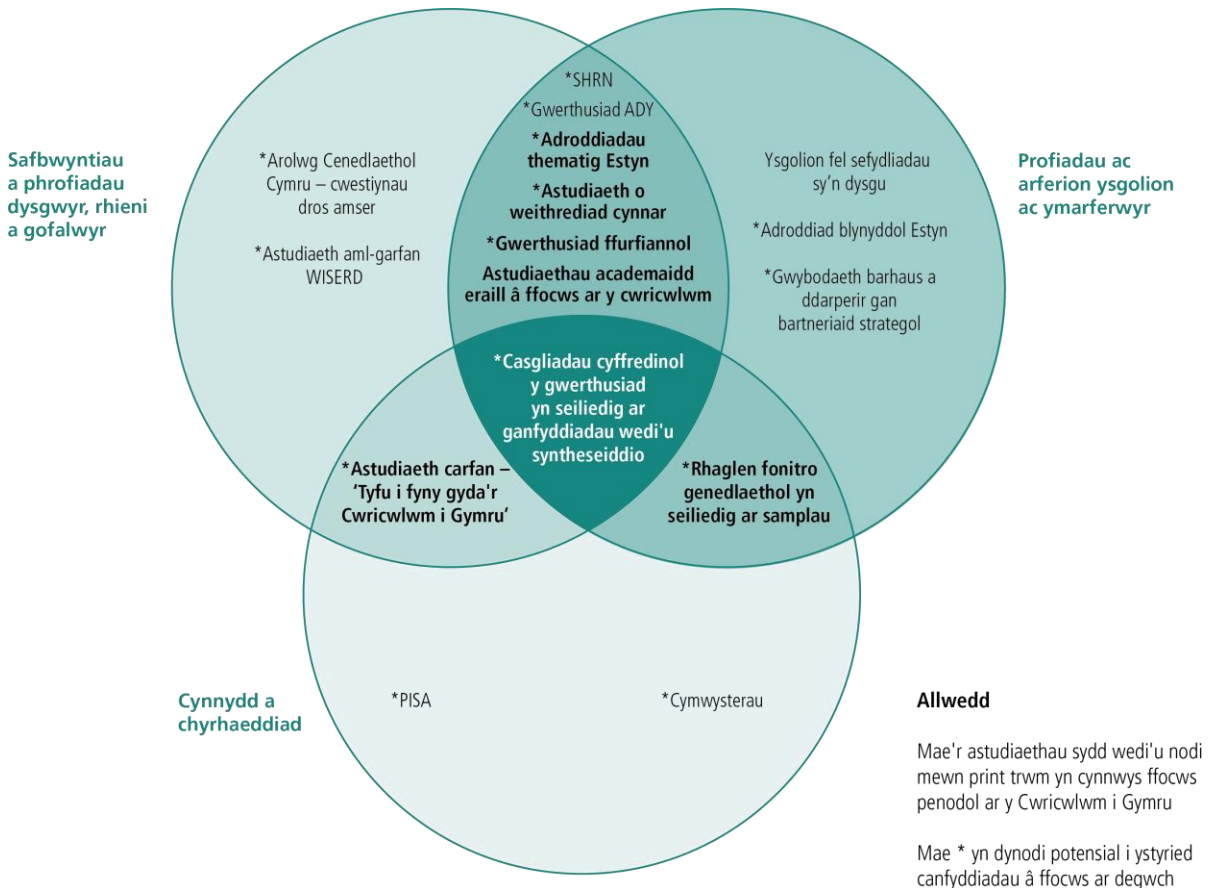 *SHRN
*Gwerthusiad ADY
*Adroddiadau
thematig Estyn
*Astudiaeth o
weithrediad cynnar
*Gwerthusiad ffurfiannol
Astudiaethau academaidd
eraill â ffocws ar y cwricwlwm
Safbwyntiau
a phrofiadau
dysgwyr, rhieni
a gofalwyr
*Arolwg Cenedlaethol
Cymru – cwestiynau
dros amser
*Astudiaeth aml-garfan
WISERD
Ysgolion fel sefydliadau
sy'n dysgu
*Adroddiad blynyddol Estyn
*Gwybodaeth barhaus a
ddarperir gan
bartneriaid strategol
Profiadau ac
arferion ysgolion
ac ymarferwyr
*Casgliadau cyffredinol
y gwerthusiad
yn seiliedig ar
ganfyddiadau wedi'u
syntheseiddio
*Astudiaeth carfan –
‘Tyfu i fyny gyda'r
Cwricwlwm i Gymru’
*Rhaglen fonitro
genedlaethol yn
seiliedig ar samplau
Cynnydd a
chyrhaeddiad
*PISA
*Cymwysterau
Allwedd
Mae'r astudiaethau sydd wedi'u nodi
mewn print trwm yn cynnwys ffocws
penodol ar y Cwricwlwm i Gymru
Mae * yn dynodi potensial i ystyried
canfyddiadau â ffocws ar degwch